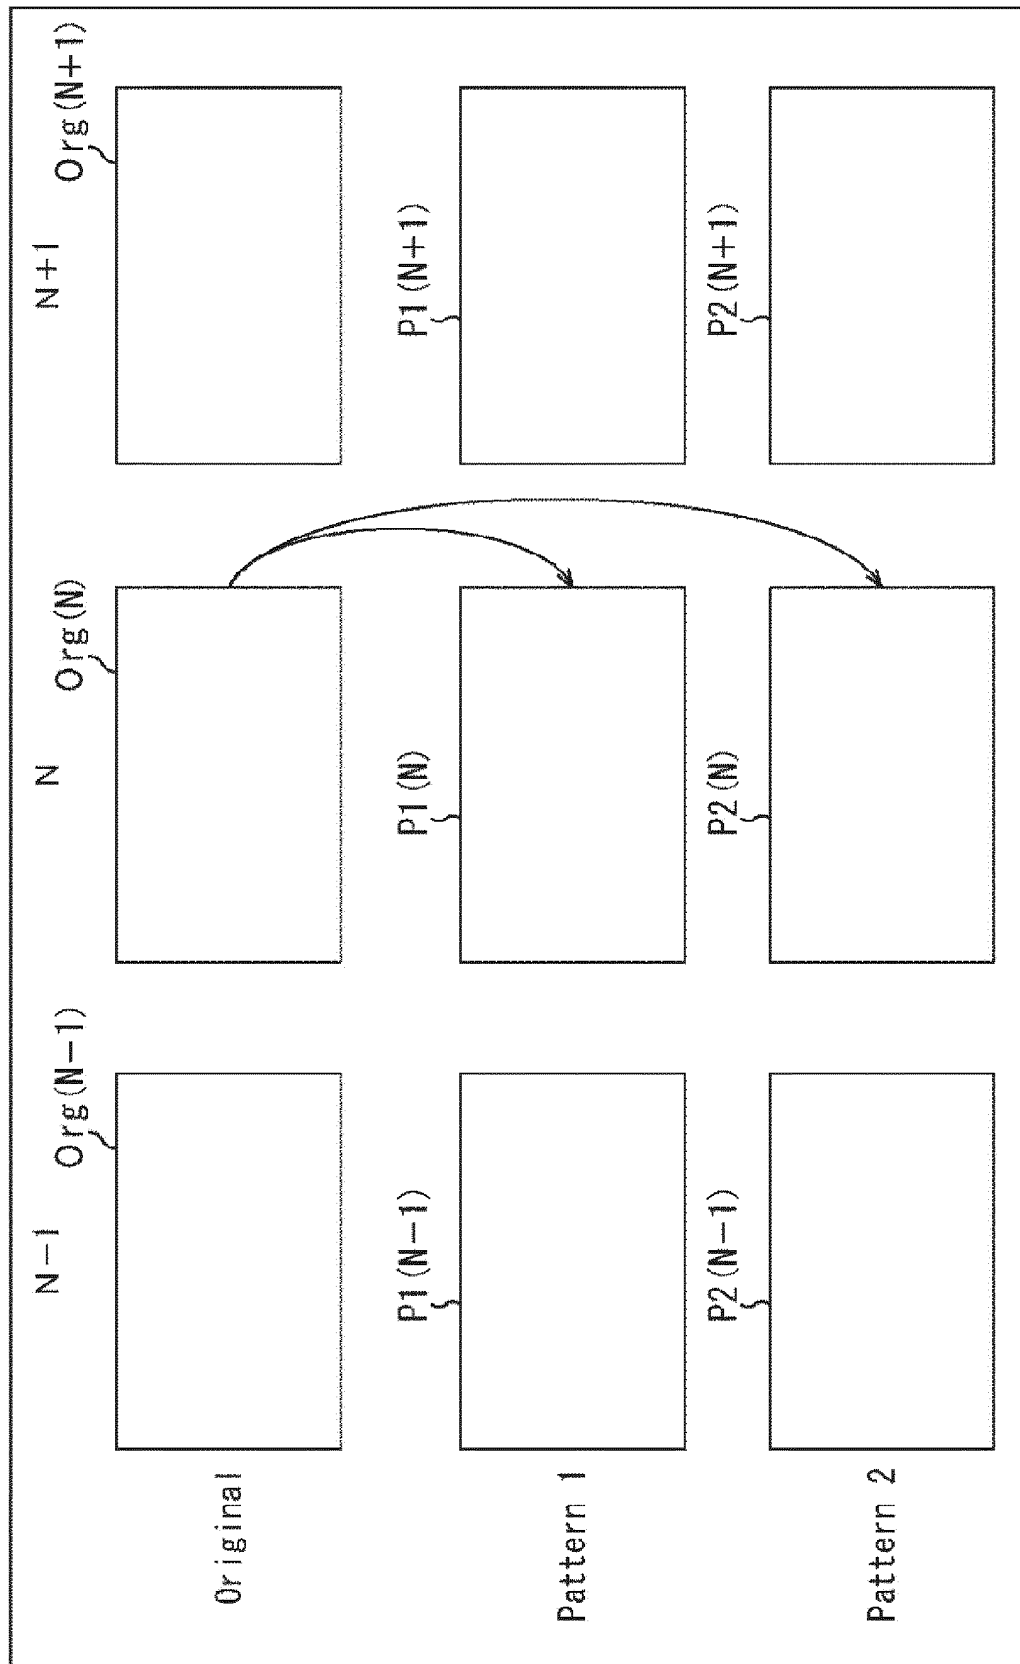 N-1
N
N+1
Org(N-1)
Org(N)
Org(N+1)
Original
P1(N-1)
P1(N)
P1(N+1)
Pattern 1
P2(N-1)
P2(N)
P2(N+1)
Pattern 2